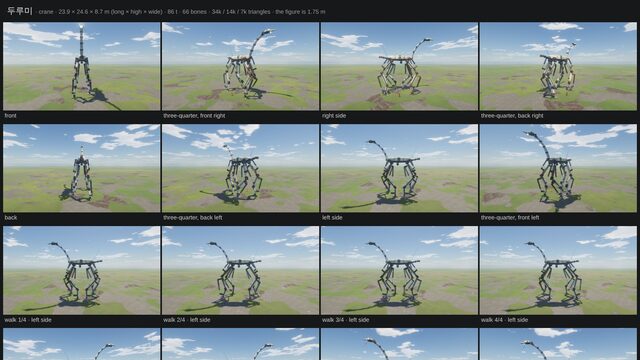 두루미 · crane · 23.9 × 24.6 × 8.7 m (long × high × wide) · 86 t · 66 bones · 34k / 14k / 7k triangles · the figure is 1.75 m
front three-quarter, front right right side three-quarter, back right
back three-quarter, back left left side three-quarter, front left
walk 1/4 · left side walk 2/4 · left side walk 3/4 · left side walk 4/4 · left side